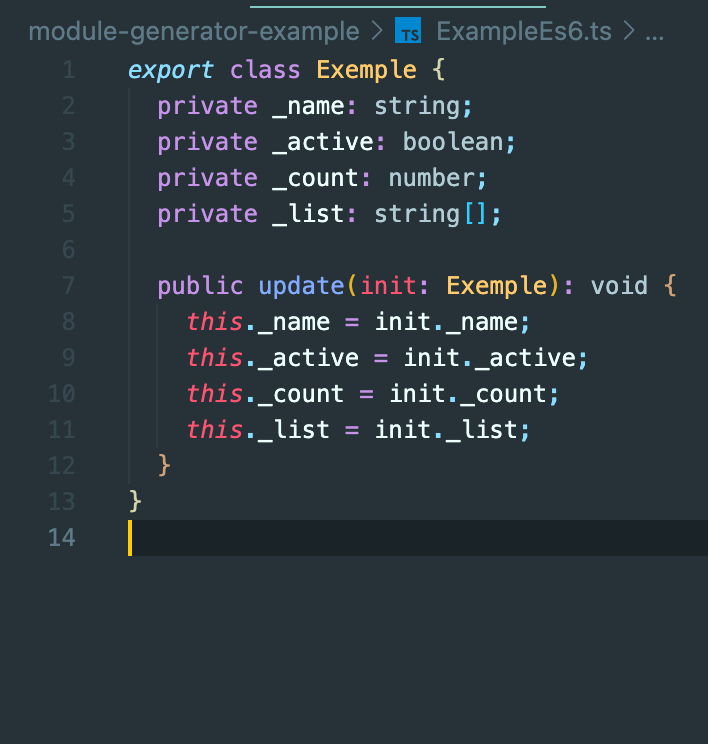 module-generator-example > TS ExampleEs6.ts > ...
1 export class Exemple {
2   private _name: string;
3   private _active: boolean;
4   private _count: number;
5   private _list: string[];
6
7   public update(init: Exemple): void {
8     this._name = init._name;
9     this._active = init._active;
10     this._count = init._count;
11     this._list = init._list;
12   }
13 }
14